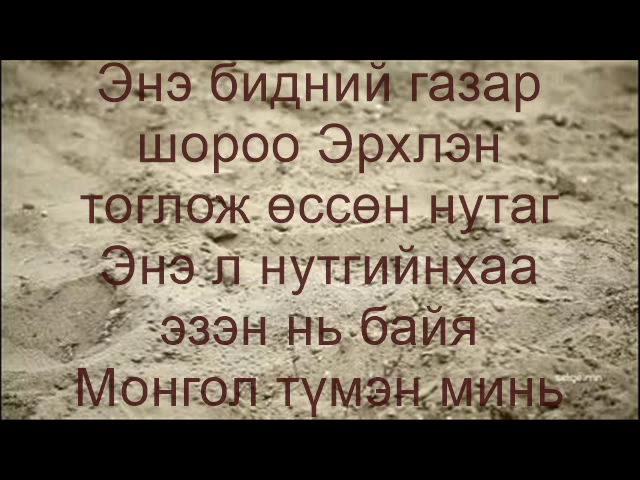 Энэ бидний газар
шороо Эрхлэн
тоглож өссөн нутаг
Энэ л нутгийнхаа
эзэн нь байя
Монгол түмэн минь